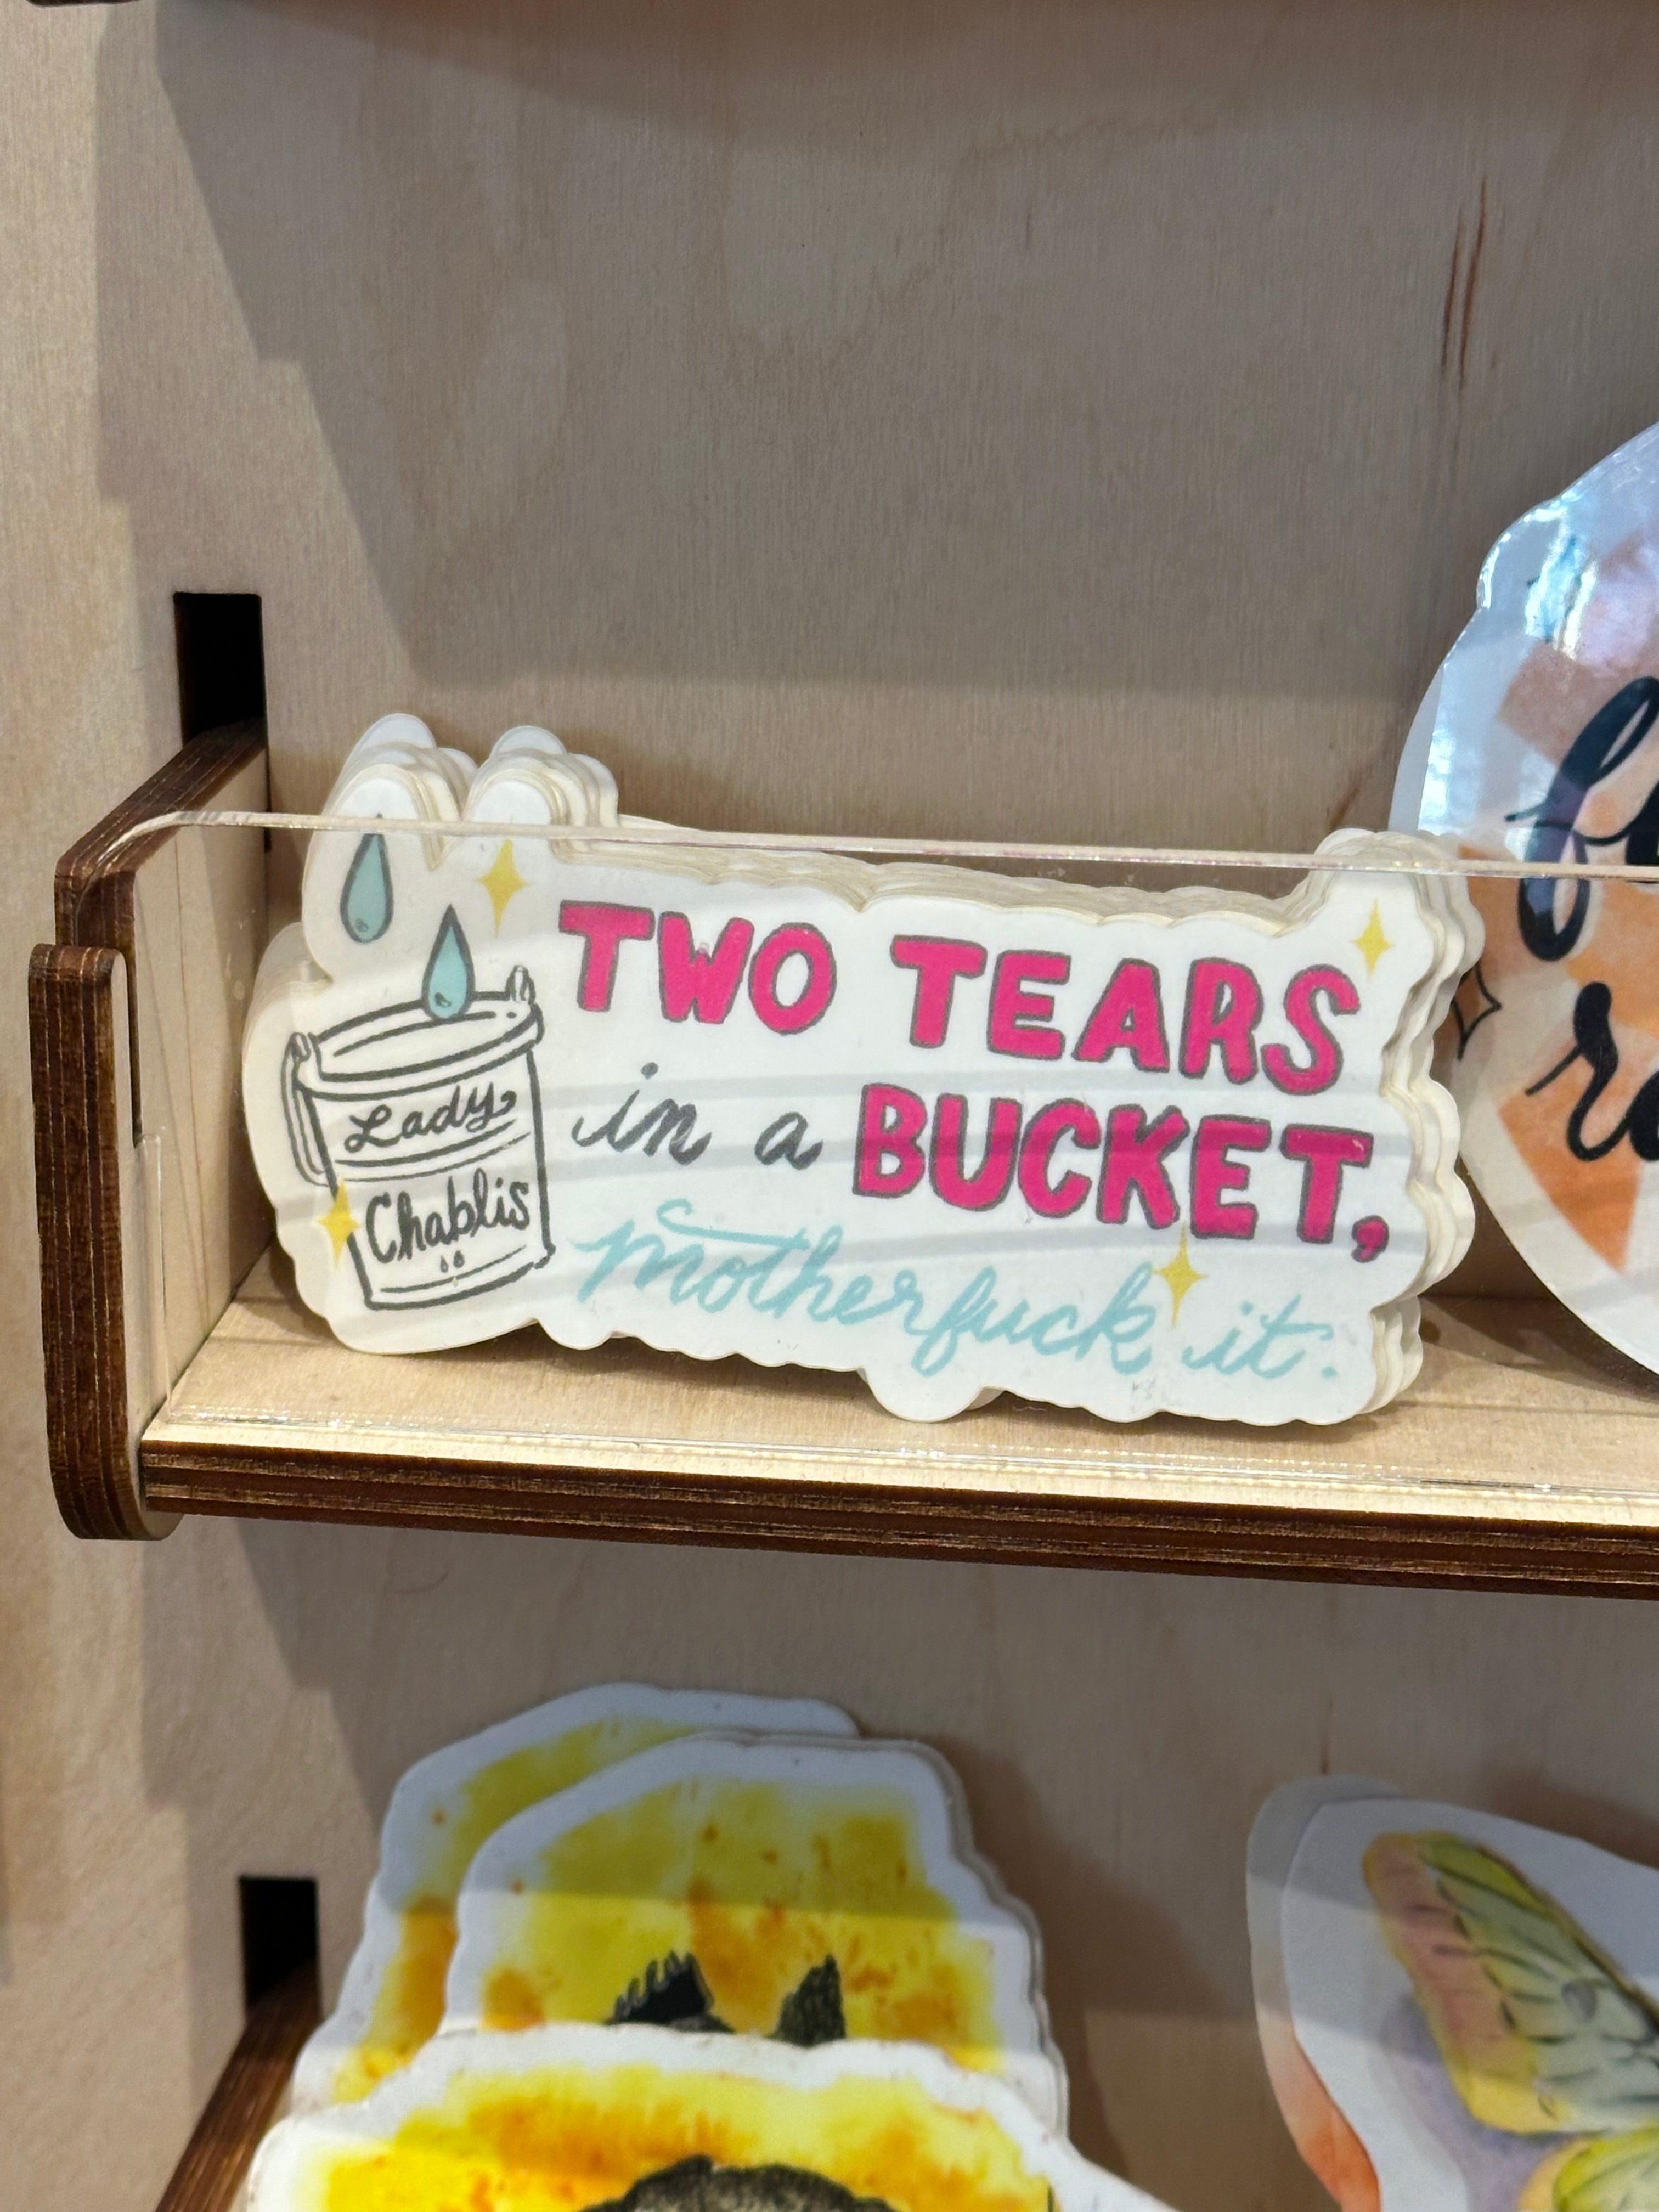 Lady
Chablis
TWO TEARS
in a BUCKET,
Motherfuck it.